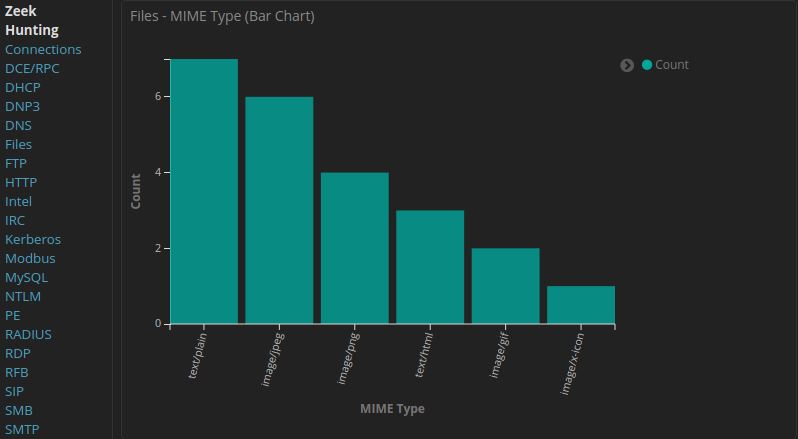 Zeek
Hunting
Connections
DCE/RPC
DHCP
DNP3
DNS
Files
FTP
HTTP
Intel
IRC
Kerberos
Modbus
MySQL
NTLM
PE
RADIUS
RDP
RFB
SIP
SMB
SMTP
Files - MIME Type (Bar Chart)
Count
6
4
2
0
Count
text/plain
image/jpeg
image/png
text/html
image/gif
image/x-icon
MIME Type